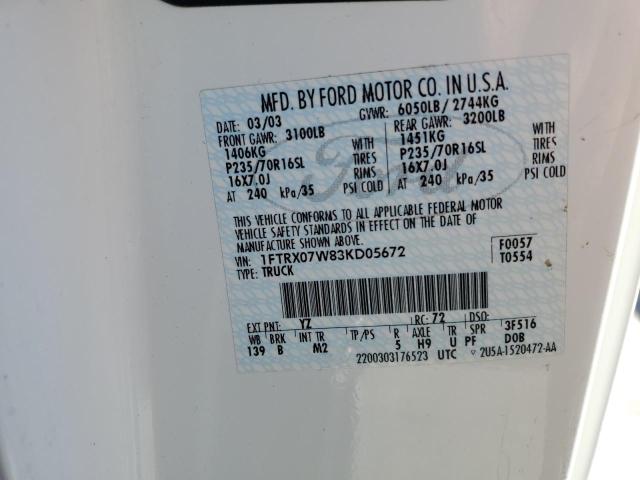 MFD. BY FORD MOTOR CO. IN U.S.A.
DATE: 03/03 GVWR: 6050LB/ 2744KG
FRONT GAWR: 3100LB REAR GAWR: 3200LB
1406KG WITH 1451KG WITH
P235/70R16SL TIRES P235/70R16SL TIRES
16X7.0J RIMS 16X7.0J RIMS
AT 240 kPa/35 PSI COLD AT 240 kPa/35 PSI COLD
Ford
THIS VEHICLE CONFORMS TO ALL APPLICABLE FEDERAL MOTOR
VEHICLE SAFETY STANDARDS IN EFFECT ON THE DATE OF
MANUFACTURE SHOWN ABOVE.
VIN: 1FTRX07W83KD05672 F0057
TYPE: TRUCK T0554
EXT PNT: YZ RC: 72 DSO:
WB BRK INT TR TP/PS R AXLE TR SPR 3F516
139 B M2 5 H9 U PF DOB
2200303176523 UTC ▽ 2U5A-1520472-AA